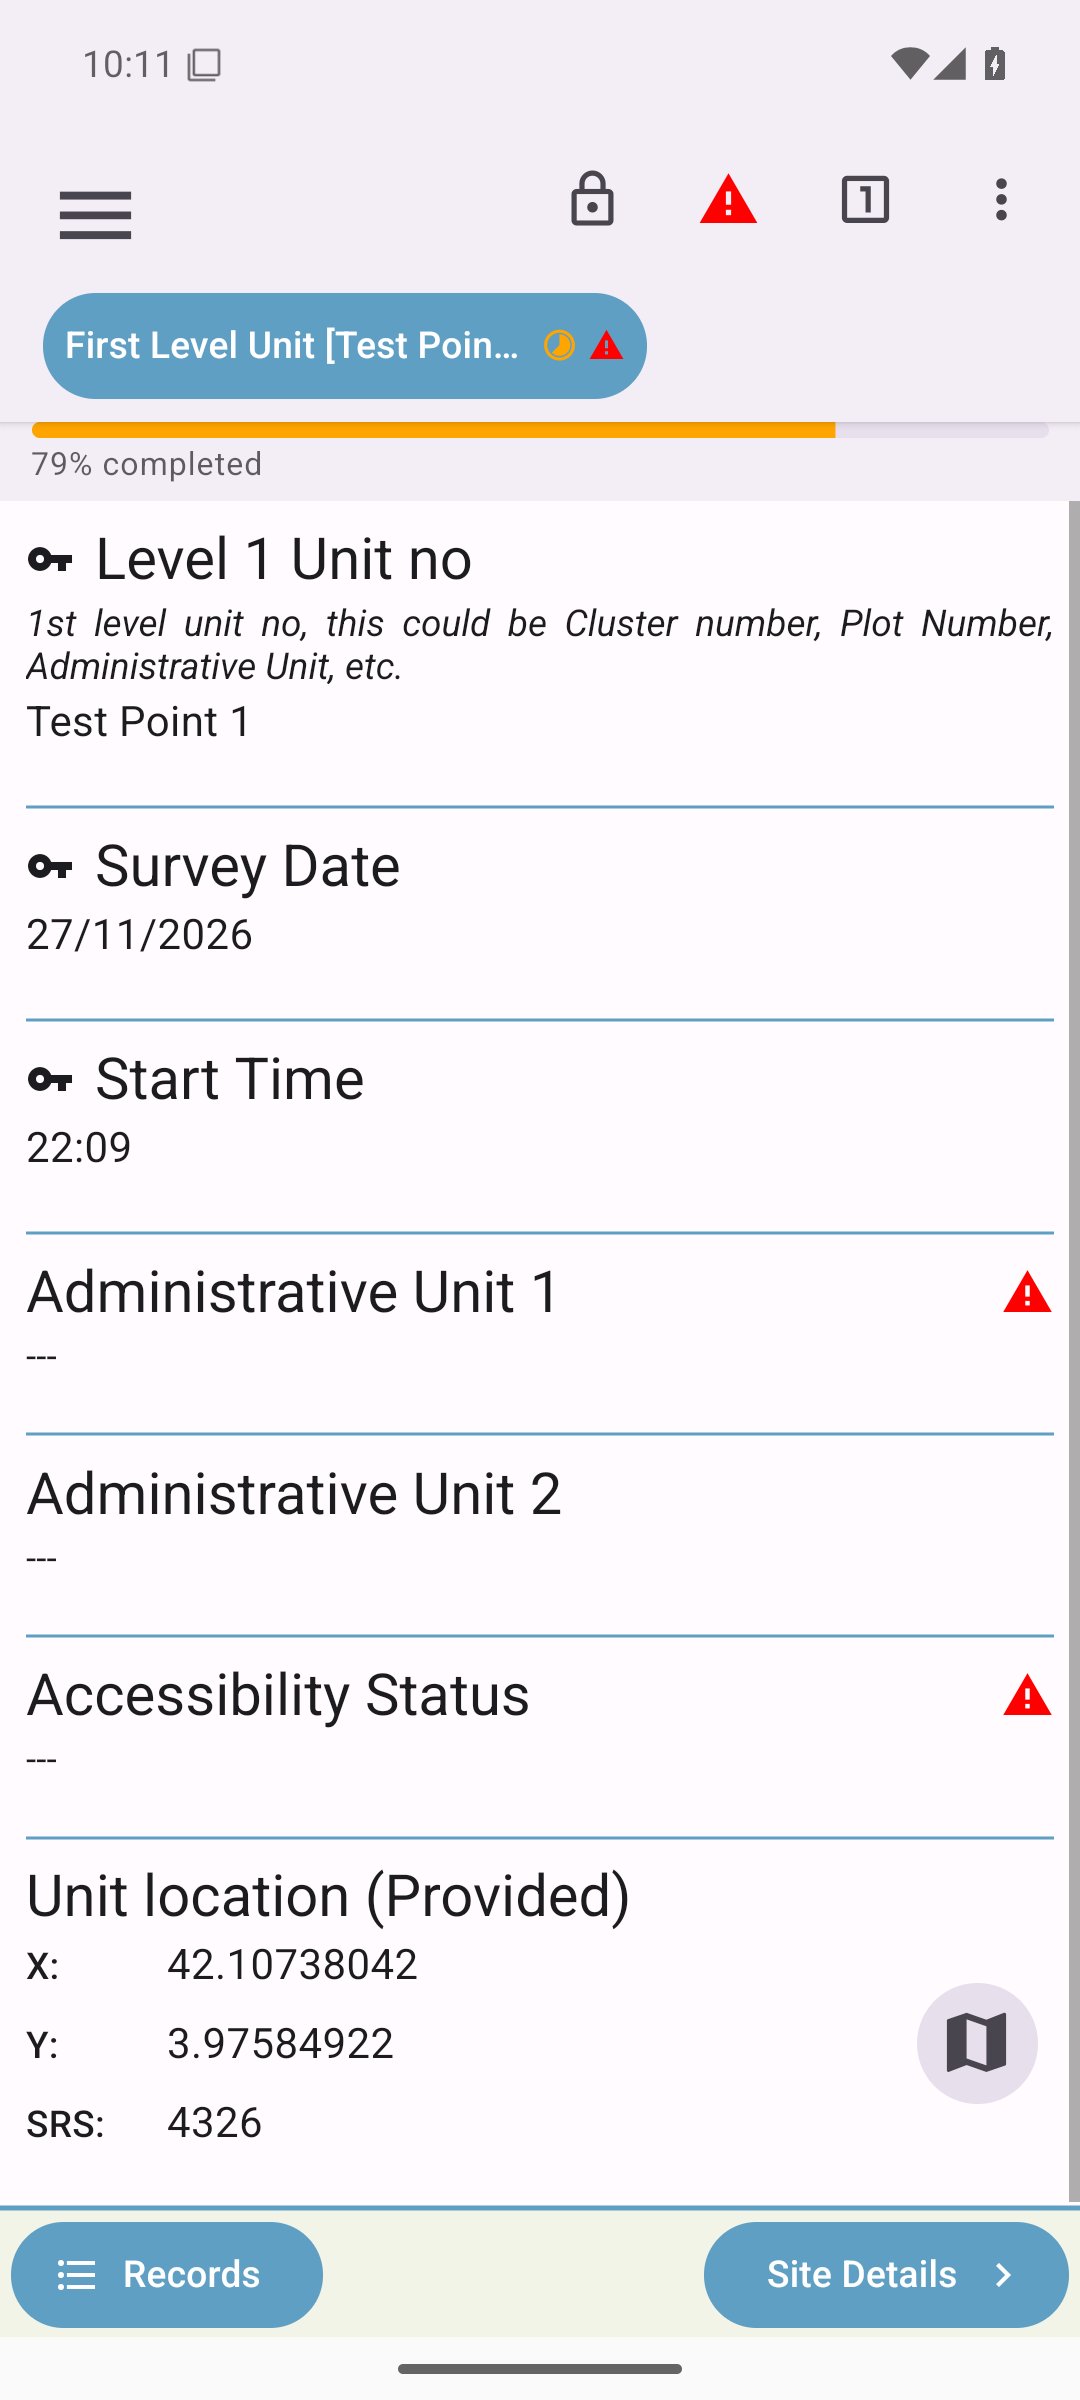 10:11
1
First Level Unit [Test Poin...
79% completed
Level 1 Unit no
1st level unit no, this could be Cluster number, Plot Number,
Administrative Unit, etc.
Test Point 1
Survey Date
27/11/2026
Start Time
22:09
Administrative Unit 1
---
Administrative Unit 2
---
Accessibility Status
---
Unit location (Provided)
X: 42.10738042
Y: 3.97584922
SRS: 4326
Records
Site Details